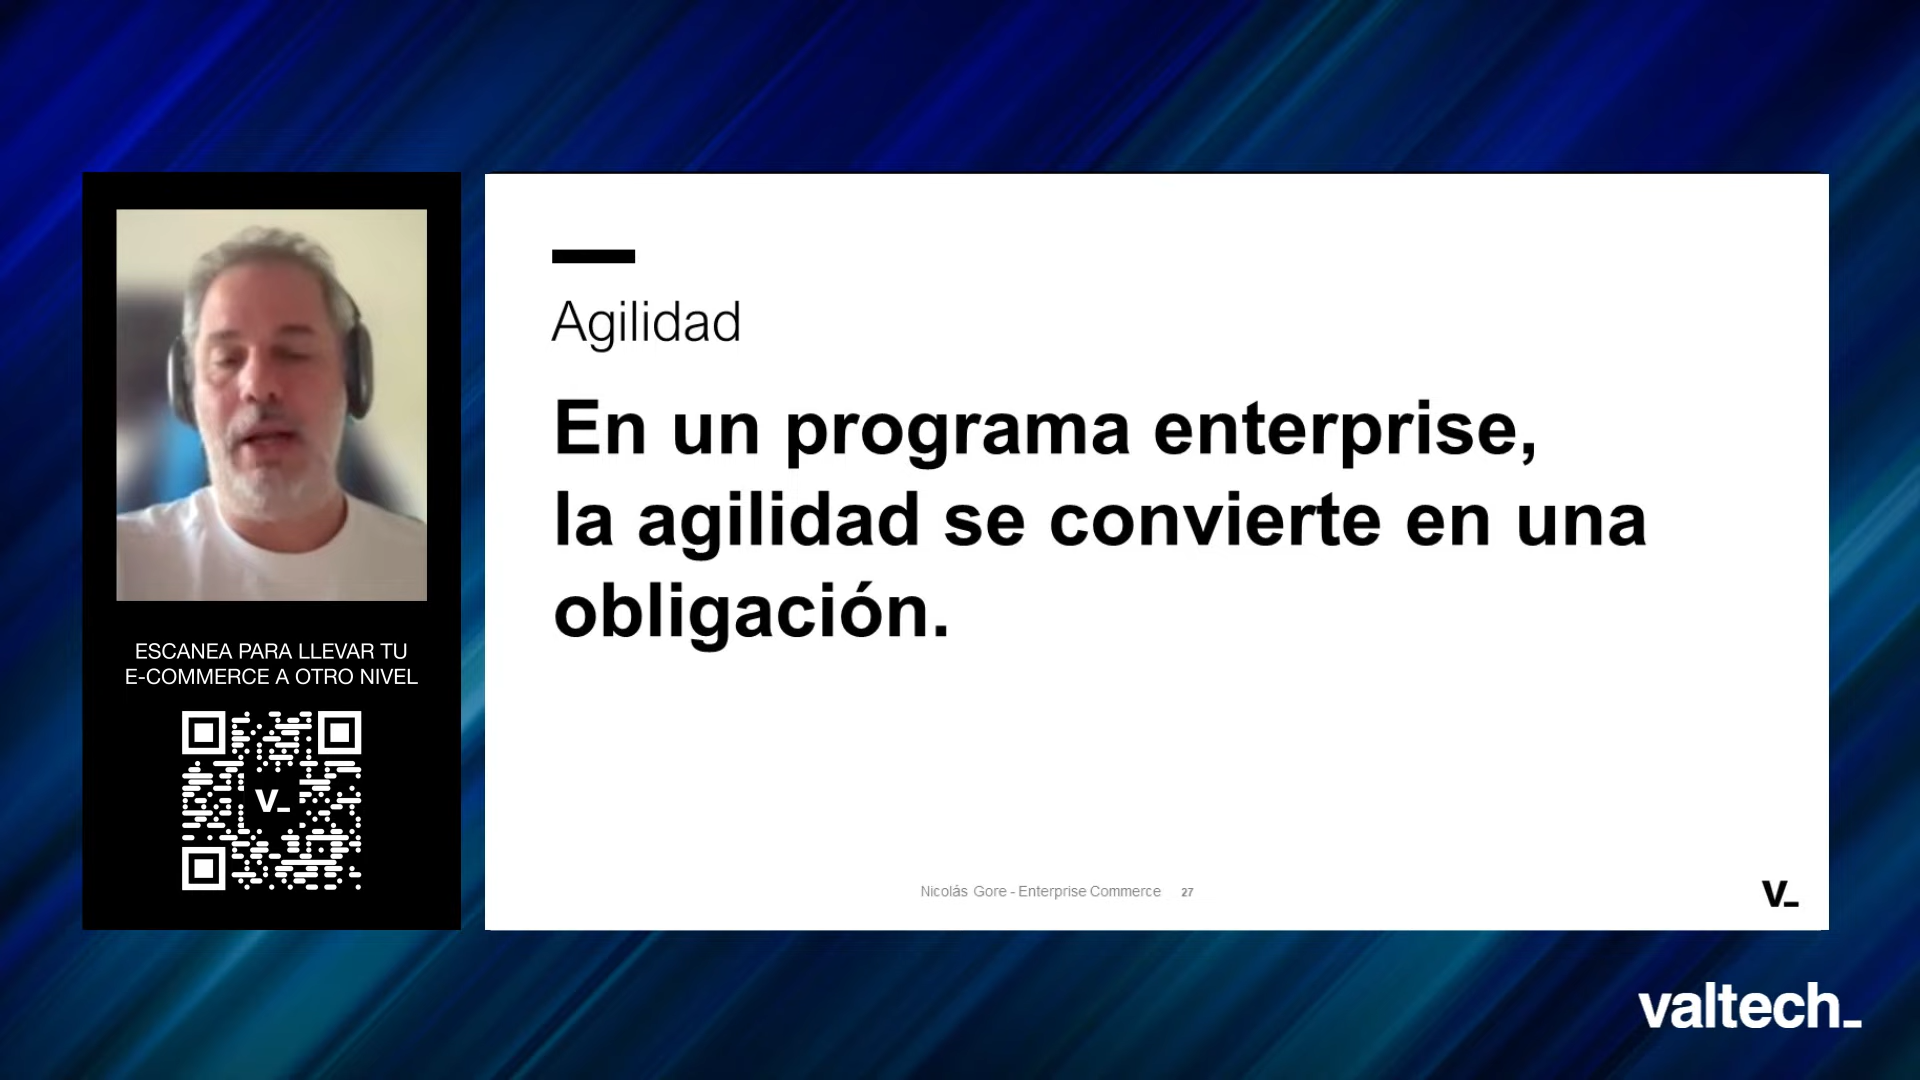 Agilidad
En un programa enterprise,
la agilidad se convierte en una
obligación.
Nicolás Gore - Enterprise Commerce 27
V_
ESCANEA PARA LLEVAR TU
E-COMMERCE A OTRO NIVEL
V_
valtech_